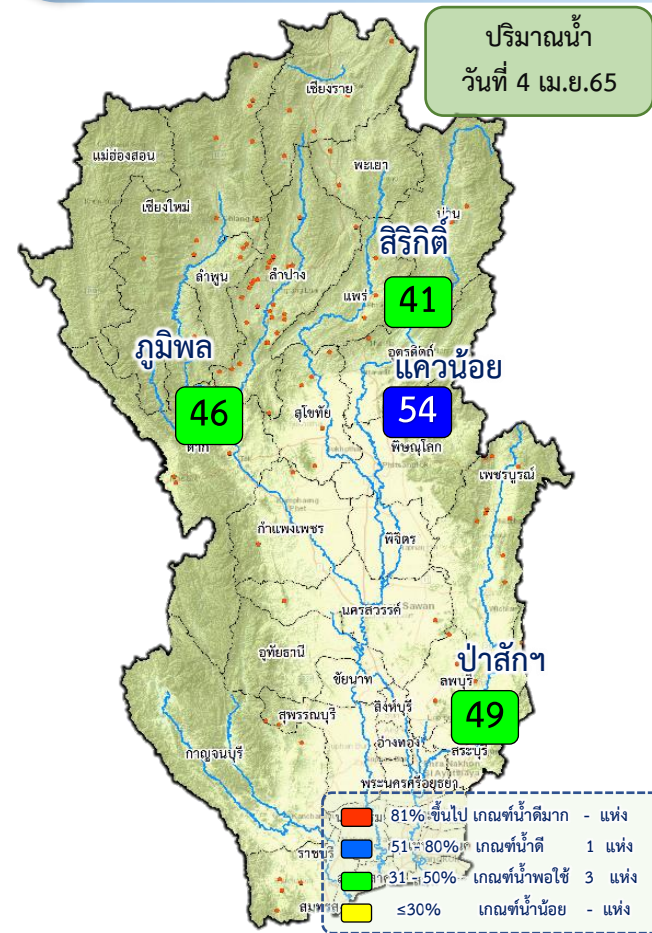 ปริมาณน้ำ
วันที่ 4 เม.ย.65
เชียงราย
แม่ฮ่องสอน
พะเยา
เชียงใหม่
น่าน
สิริกิติ์
ลำพูน
ลำปาง
แพร่
41
ภูมิพล
อุตรดิตถ์
แควน้อย
46
54
สุโขทัย
ตาก
พิษณุโลก
เพชรบูรณ์
กำแพงเพชร
พิจิตร
นครสวรรค์
Sawan
อุทัยธานี
ป่าสักฯ
ชัยนาท
ลพบุรี
สิงห์บุรี
สุพรรณบุรี
49
อ่างทอง
สระบุรี
กาญจนบุรี
พระนครศรีอยุธยา
81% ขึ้นไป เกณฑ์น้ำดีมาก - แห่ง
51 - 80% เกณฑ์น้ำดี 1 แห่ง
ราชบุรี
31 - 50% เกณฑ์น้ำพอใช้ 3 แห่ง
≤30% เกณฑ์น้ำน้อย - แห่ง